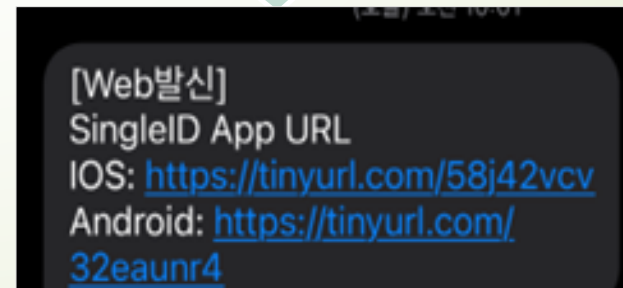 [Web발신]
SingleID App URL
IOS: https://tinyurl.com/58j42vcv
Android: https://tinyurl.com/
32eaunr4